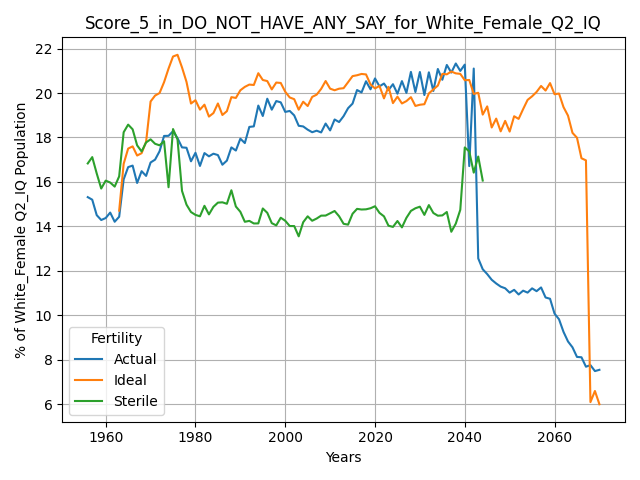 Score_5_in_DO_NOT_HAVE_ANY_SAY_for_White_Female_Q2_IQ
% of White_Female Q2_IQ Population
22
20
18
16
14
12
10
8
6
Fertility
Actual
Ideal
Sterile
1960
1980
2000
2020
2040
2060
Years